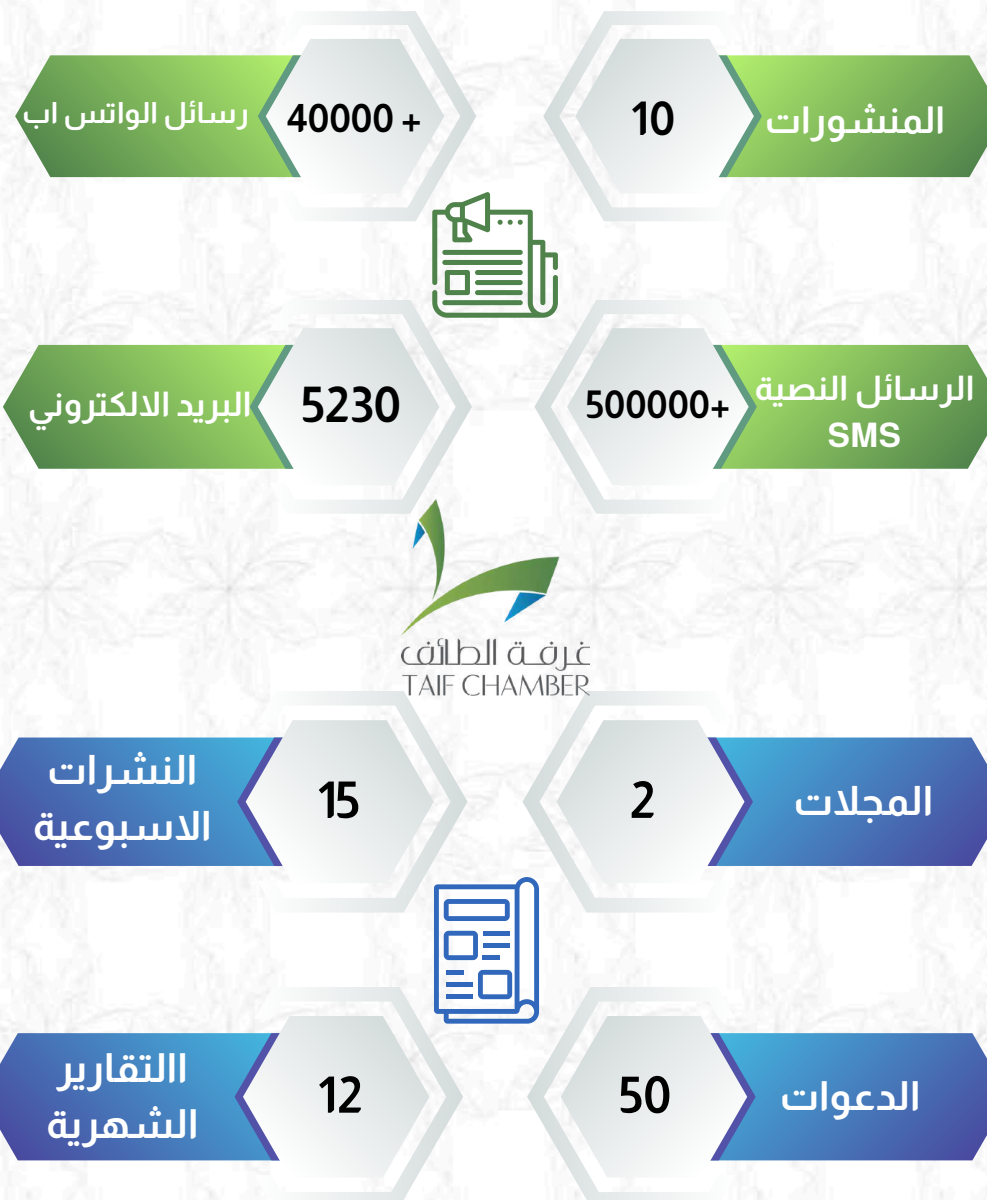 المنشورات
10
رسائل الواتس اب
40000 +
الرسائل النصية
SMS
500000+
البريد الالكتروني
5230
غرفة الطائف
TAIF CHAMBER
المجلات
2
النشرات
الاسبوعية
15
الدعوات
50
االتقارير
الشهرية
12